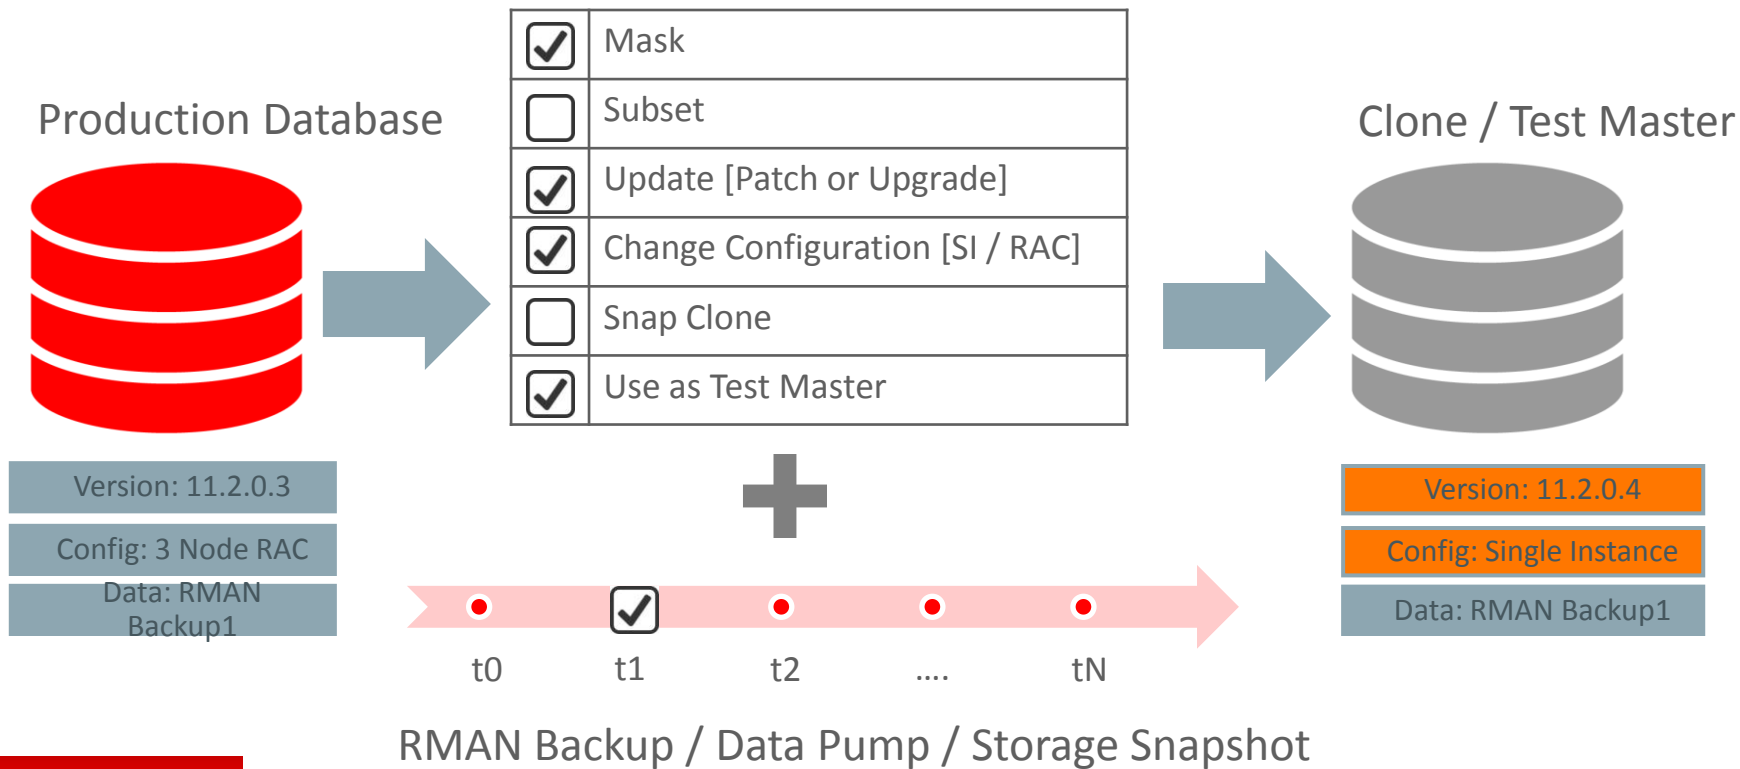 Production Database
Mask
Subset
Update [Patch or Upgrade]
Change Configuration [SI / RAC]
Snap Clone
Use as Test Master
Clone / Test Master
Version: 11.2.0.3
Config: 3 Node RAC
Data: RMAN
Backup1
Version: 11.2.0.4
Config: Single Instance
Data: RMAN Backup1
t0
t1
t2
....
tN
RMAN Backup / Data Pump / Storage Snapshot